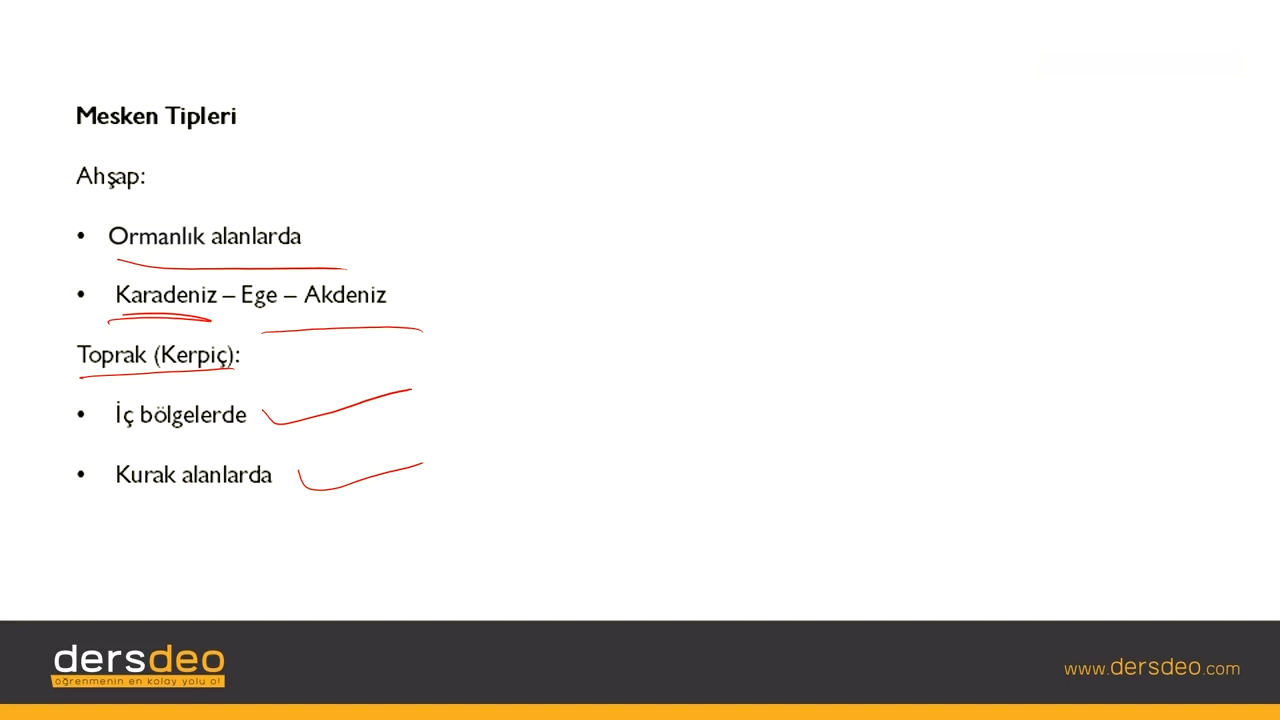 Mesken Tipleri
Ahşap:
• Ormanlık alanlarda
• Karadeniz – Ege – Akdeniz
Toprak (Kerpiç):
• İç bölgelerde
• Kurak alanlarda
dersdeo
öğrenmenin en kolay yolu o!
www.dersdeo.com